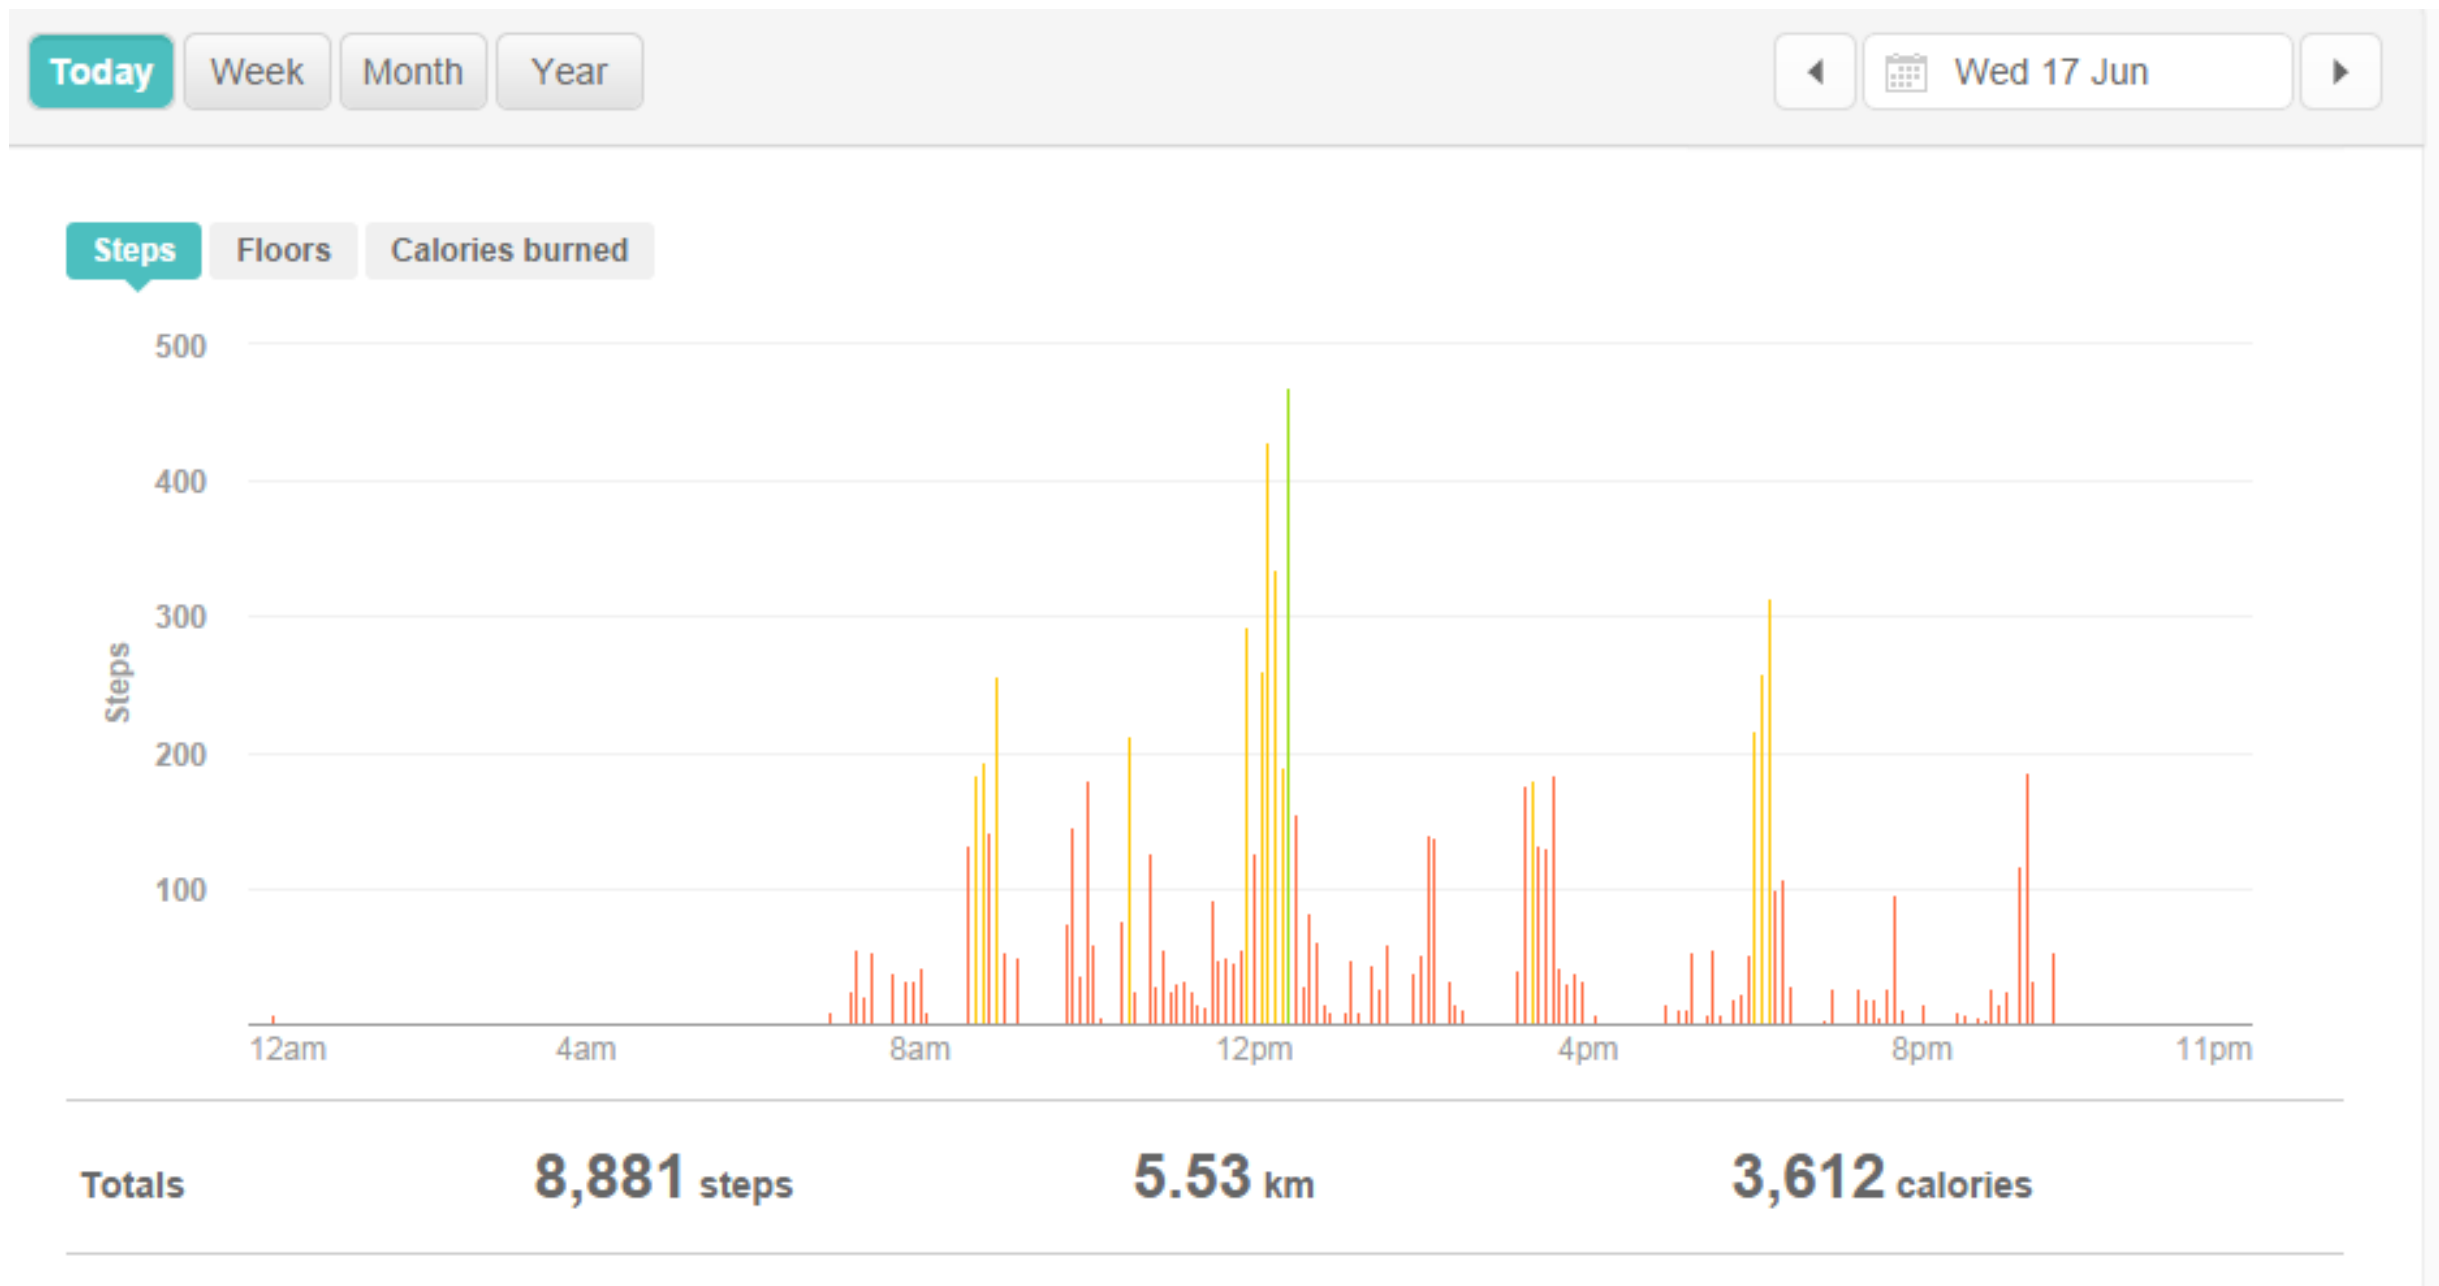 Today Week Month Year Wed 17 Jun
Steps Floors Calories burned
500
400
300
200
100
Steps
12am 4am 8am 12pm 4pm 8pm 11pm
Totals 8,881 steps 5.53 km 3,612 calories